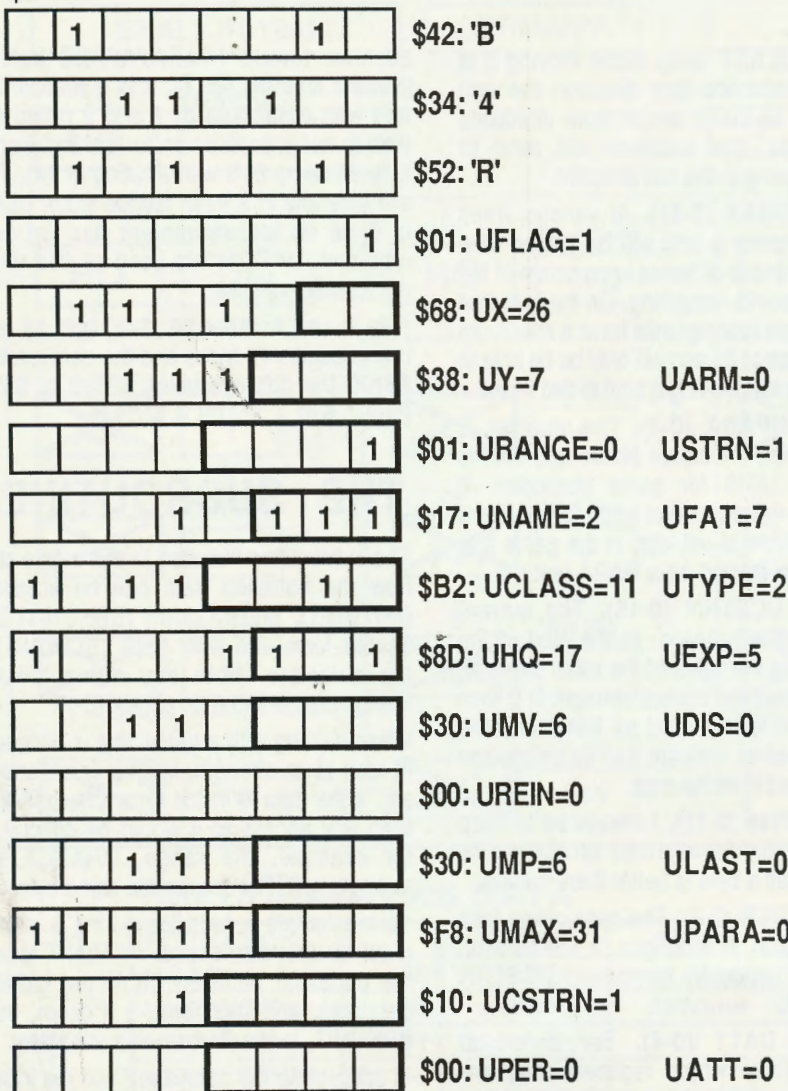 1 1 $42: 'B'
1 1 1 $34: '4'
1 1 1 $52: 'R'
1 $01: UFLAG=1
1 1 1 $68: UX=26
1 1 1 $38: UY=7 UARM=0
1 $01: URANGE=0 USTRN=1
1 1 1 1 $17: UNAME=2 UFAT=7
1 1 1 1 $B2: UCLASS=11 UTYPE=2
1 1 1 1 $8D: UHQ=17 UEXP=5
1 1 $30: UMV=6 UDIS=0
$00: UREIN=0
1 1 $30: UMP=6 ULAST=0
1 1 1 1 1 $F8: UMAX=31 UPARA=0
1 $10: UCSTRN=1
$00: UPER=0 UATT=0